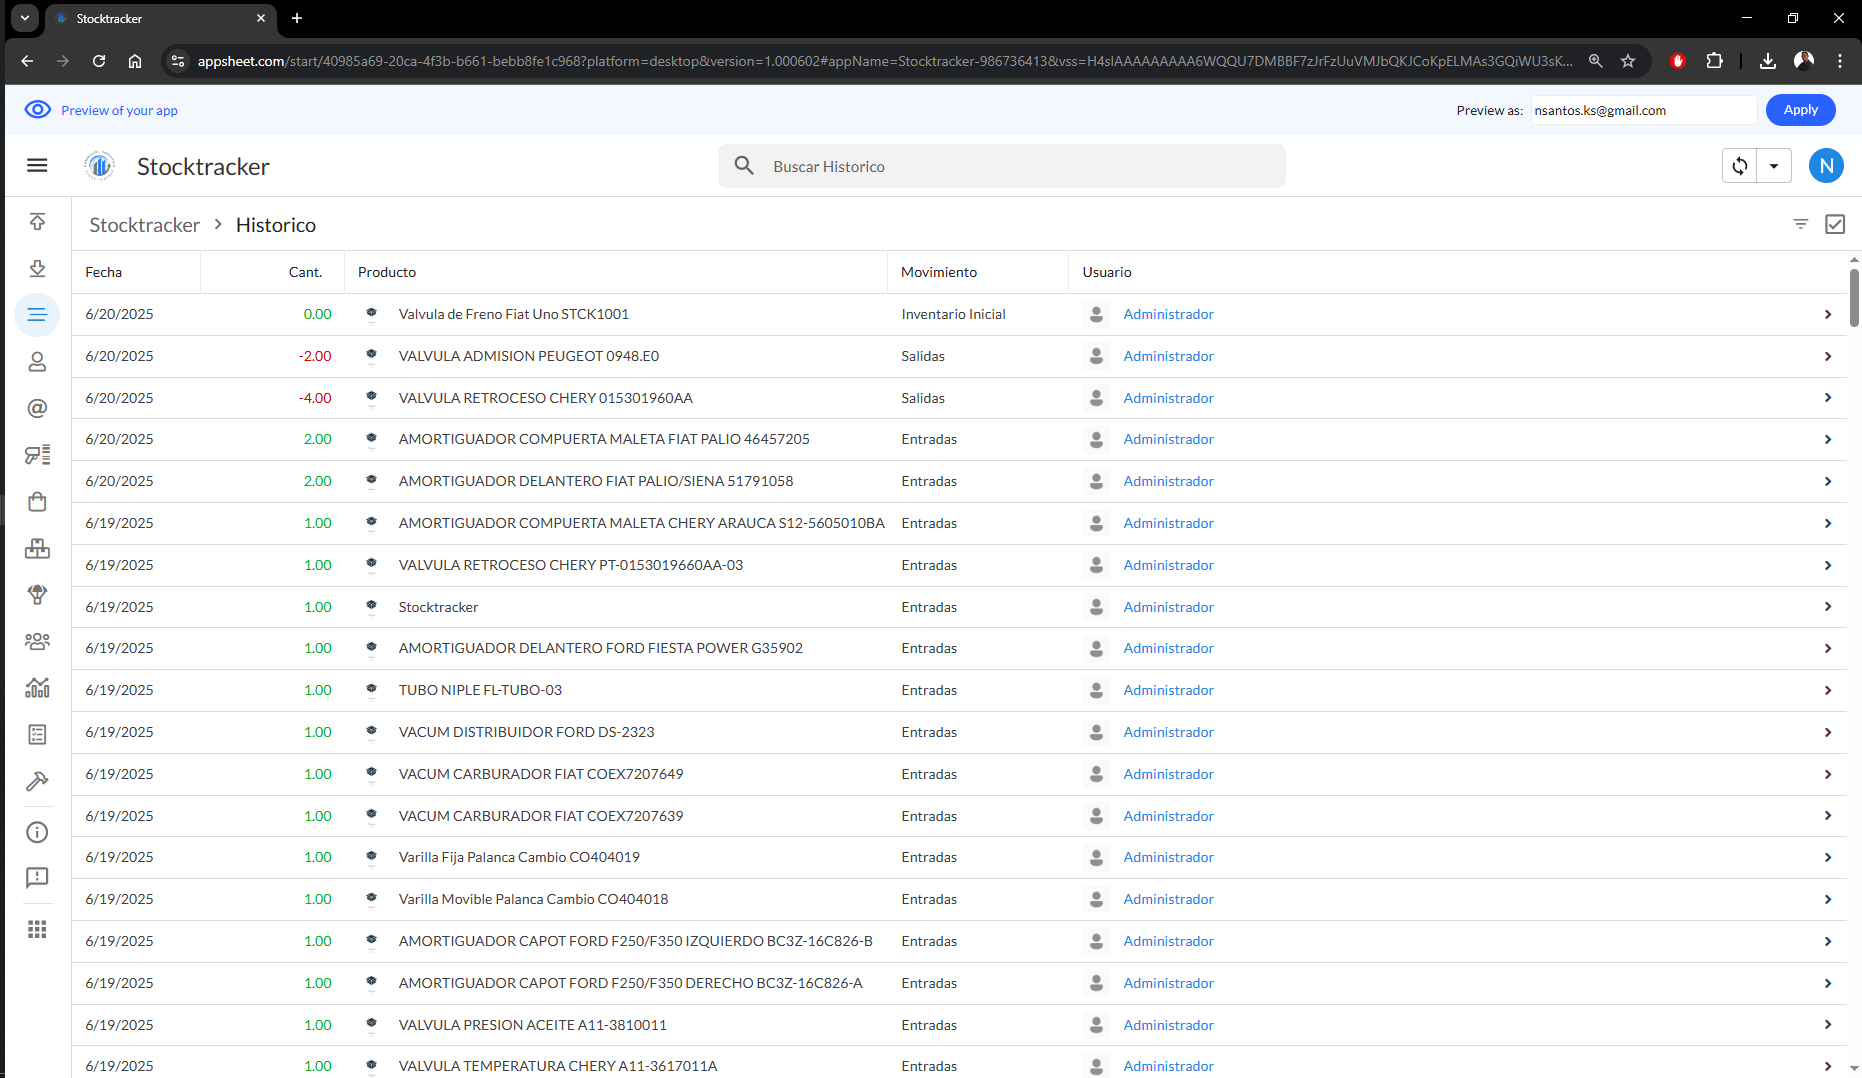 Stocktracker
appsheet.com/start/40985a69-20ca-4f3b-b661-bebb8fe1c968?platform=desktop&version=1.000602#appName=Stocktracker-986736413&vss=
Preview of your app
Preview as: nsantos.ks@gmail.com Apply
Stocktracker Buscar Historico N
Stocktracker > Historico
Fecha Cant. Producto Movimiento Usuario
6/20/2025 0.00 Valvula de Freno Fiat Uno STCK1001 Inventario Inicial Administrador
6/20/2025 -2.00 VALVULA ADMISION PEUGEOT 0948.E0 Salidas Administrador
6/20/2025 -4.00 VALVULA RETROCESO CHERY 015301960AA Salidas Administrador
6/20/2025 2.00 AMORTIGUADOR COMPUERTA MALETA FIAT PALIO 46457205 Entradas Administrador
6/20/2025 2.00 AMORTIGUADOR DELANTERO FIAT PALIO/SIENA 51791058 Entradas Administrador
6/19/2025 1.00 AMORTIGUADOR COMPUERTA MALETA CHERY ARAUCA S12-5605010BA Entradas Administrador
6/19/2025 1.00 VALVULA RETROCESO CHERY PT-0153019660AA-03 Entradas Administrador
6/19/2025 1.00 Stocktracker Entradas Administrador
6/19/2025 1.00 AMORTIGUADOR DELANTERO FORD FIESTA POWER G35902 Entradas Administrador
6/19/2025 1.00 TUBO NIPLE FL-TUBO-03 Entradas Administrador
6/19/2025 1.00 VACUM DISTRIBUIDOR FORD DS-2323 Entradas Administrador
6/19/2025 1.00 VACUM CARBURADOR FIAT COEX7207649 Entradas Administrador
6/19/2025 1.00 VACUM CARBURADOR FIAT COEX7207639 Entradas Administrador
6/19/2025 1.00 Varilla Fija Palanca Cambio CO404019 Entradas Administrador
6/19/2025 1.00 Varilla Movible Palanca Cambio CO404018 Entradas Administrador
6/19/2025 1.00 AMORTIGUADOR CAPOT FORD F250/F350 IZQUIERDO BC3Z-16C826-B Entradas Administrador
6/19/2025 1.00 AMORTIGUADOR CAPOT FORD F250/F350 DERECHO BC3Z-16C826-A Entradas Administrador
6/19/2025 1.00 VALVULA PRESION ACEITE A11-3810011 Entradas Administrador
6/19/2025 1.00 VALVULA TEMPERATURA CHERY A11-3617011A Entradas Administrador